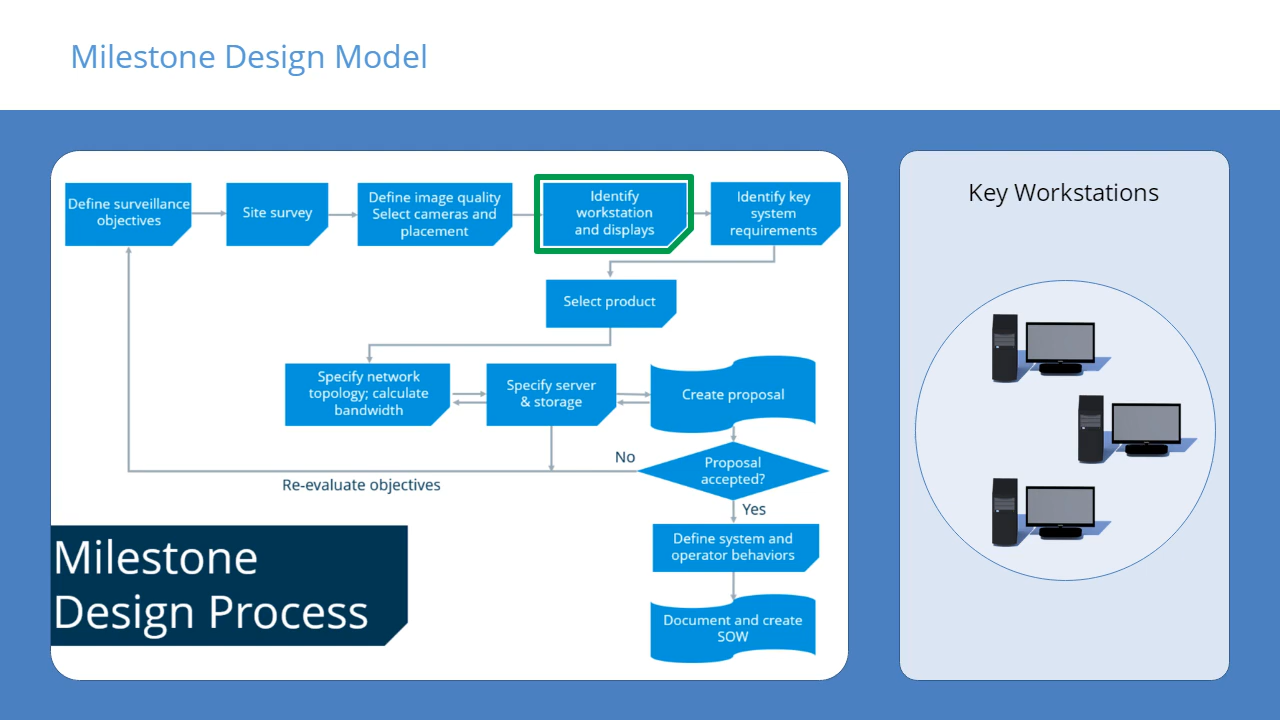 Milestone Design Model
Define surveillance
objectives
Site survey
Define image quality
Select cameras and
placement
Identify
workstation
and displays
Identify key
system
requirements
Key Workstations
Select product
Specify network
topology; calculate
bandwidth
Specify server
& storage
Create proposal
No
Proposal
accepted?
Re-evaluate objectives
Yes
Define system and
operator behaviors
Milestone
Design Process
Document and create
SOW